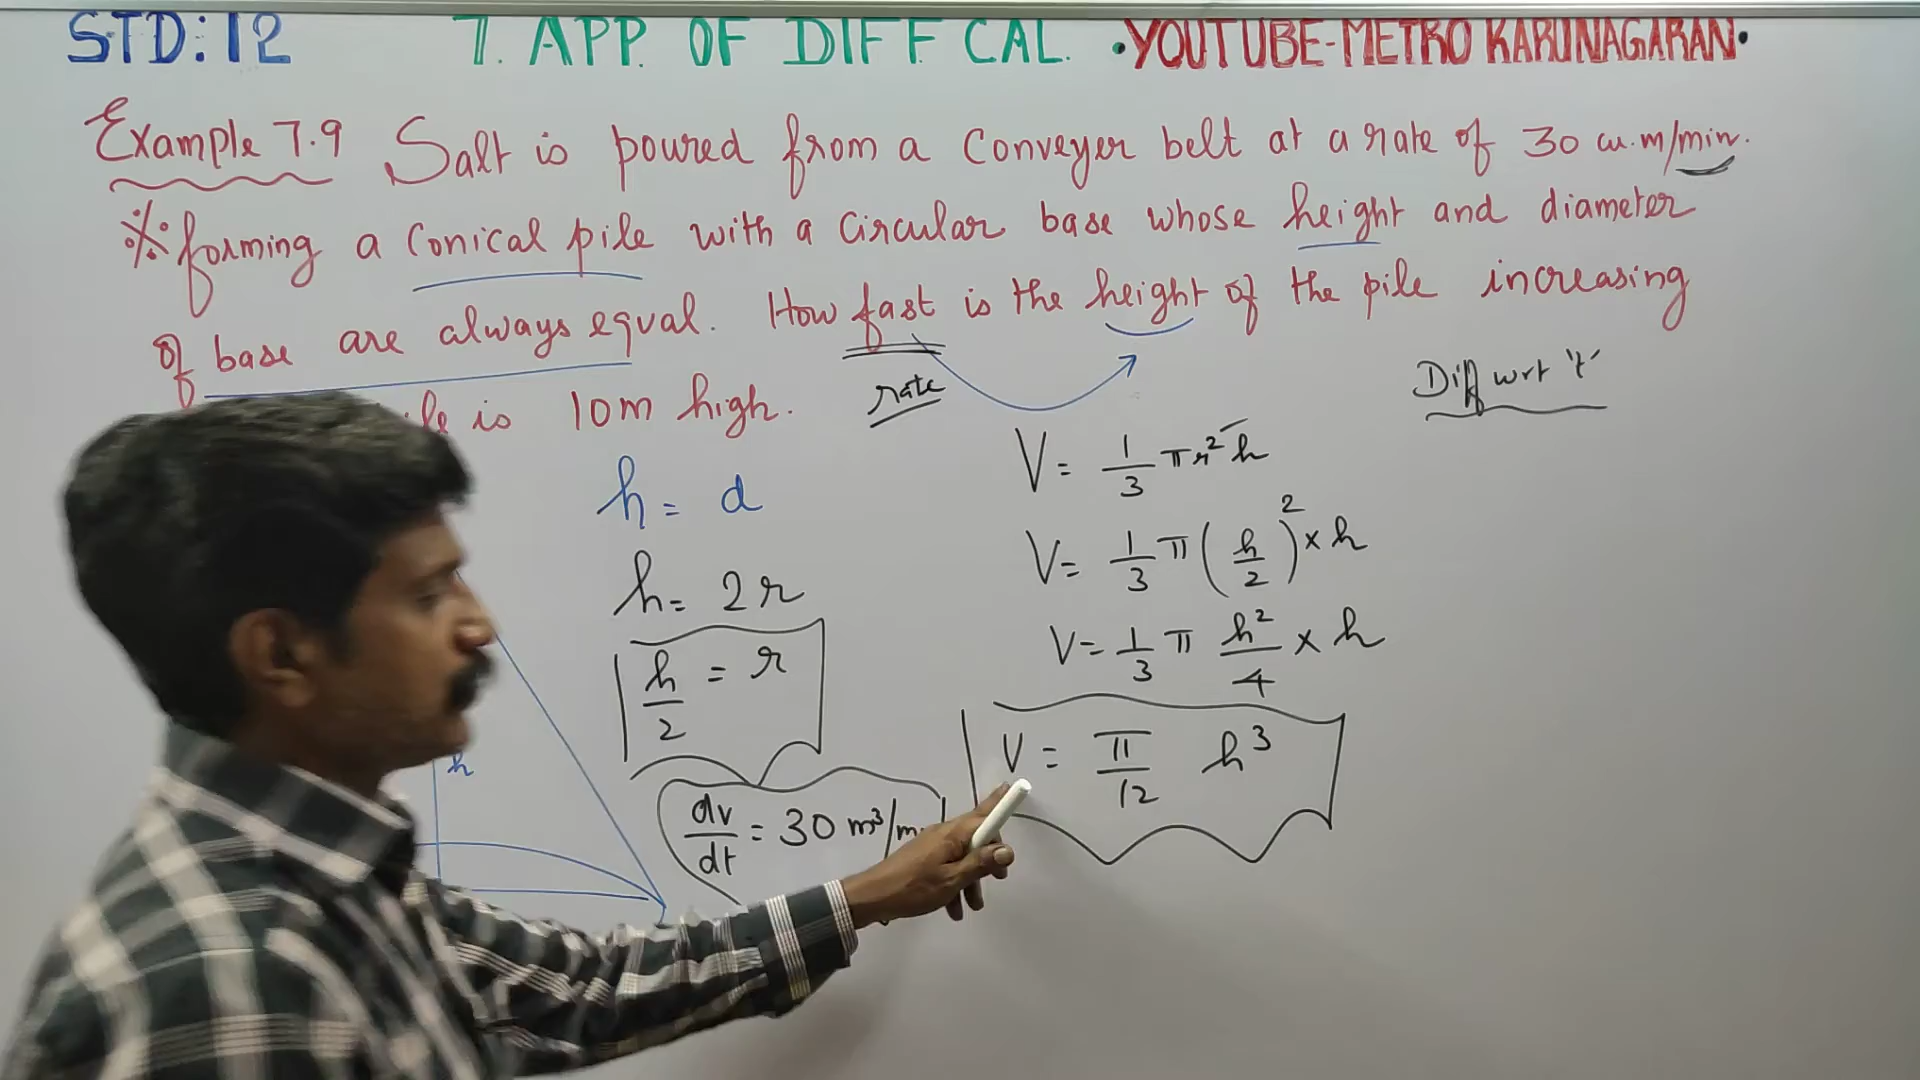 STD: 12 7. APP. OF DIFF CAL. •YOUTUBE-METRO KARUNAGARAN•
Example 7.9 Salt is poured from a Conveyer belt at a rate of 30 cu.m/min.
forming a conical pile with a circular base whose height and diameter
of base are always equal. How fast is the height of the pile increasing
is 10m high.
rate
Diff wrt 't'
h = d
h = 2r
h/2 = r
h
dv/dt = 30 m³/
V = 1/3 πr²h
V = 1/3 π (h/2)² × h
V = 1/3 π h²/4 × h
V = π/12 h³